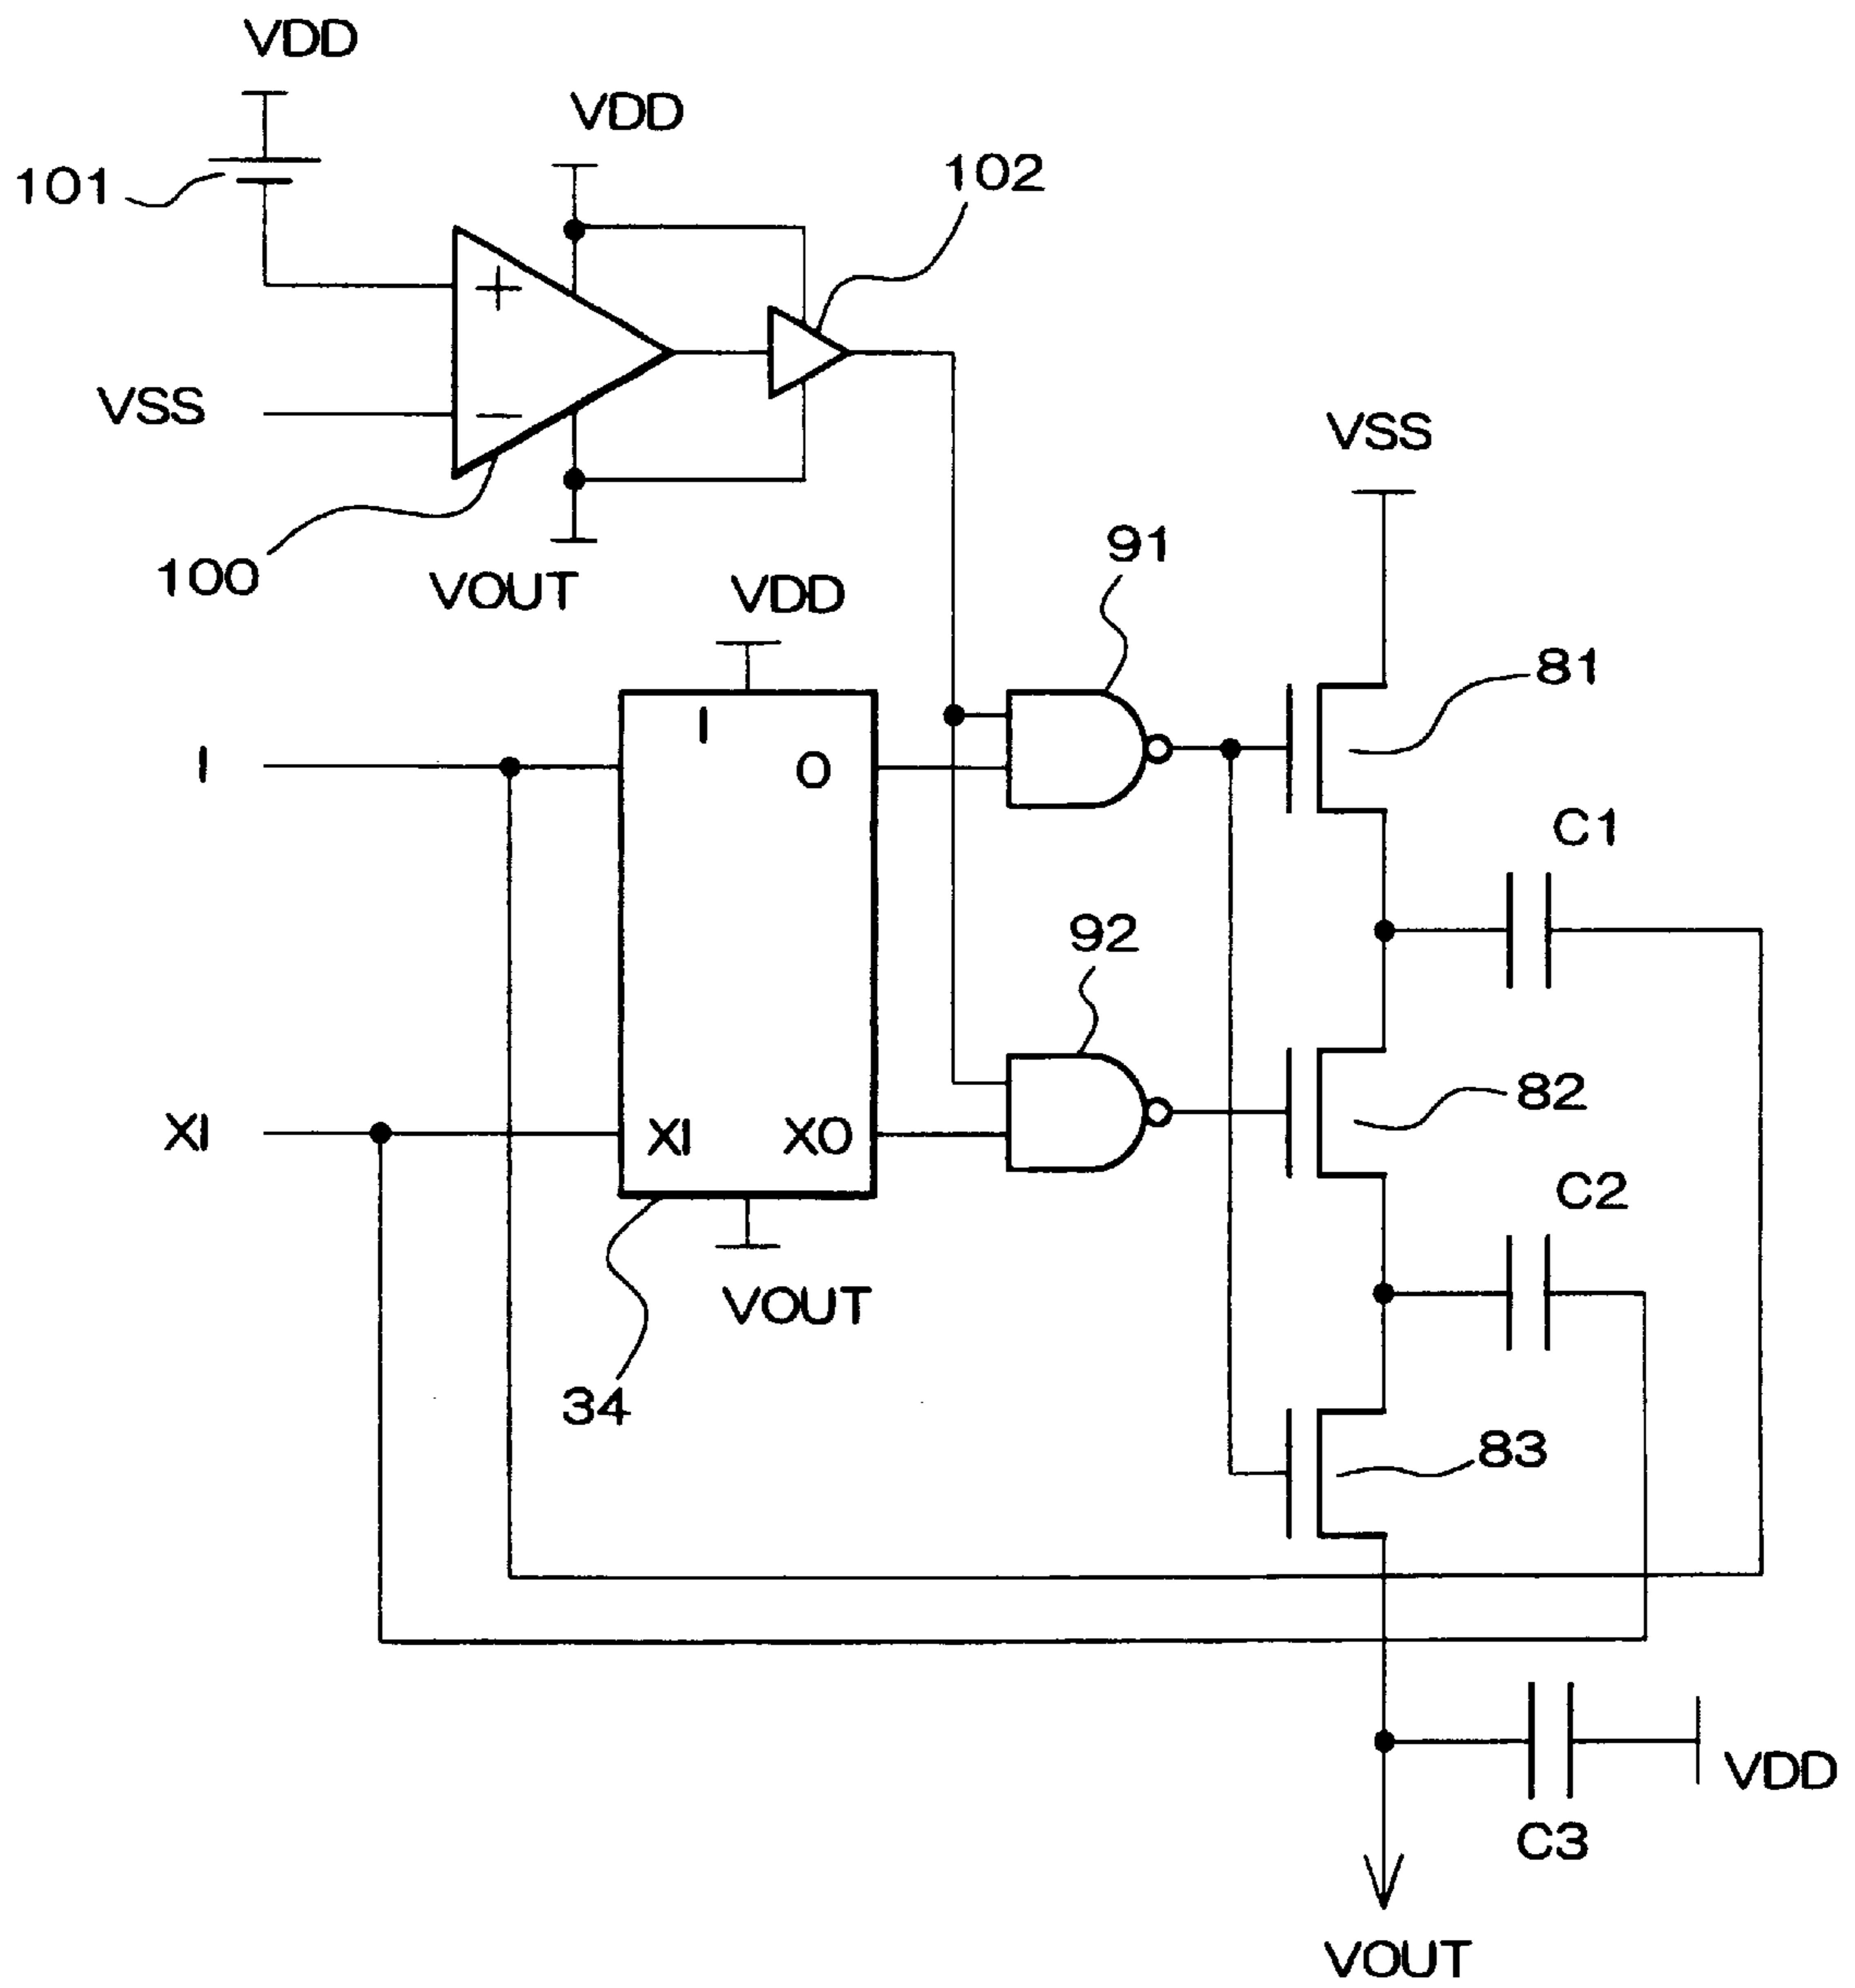 VDD
VDD
101
102
+
VSS
−
VSS
100
VOUT
VDD
91
81
I
I
O
C1
92
XI
XI
XO
82
C2
VOUT
34
83
VDD
C3
VOUT